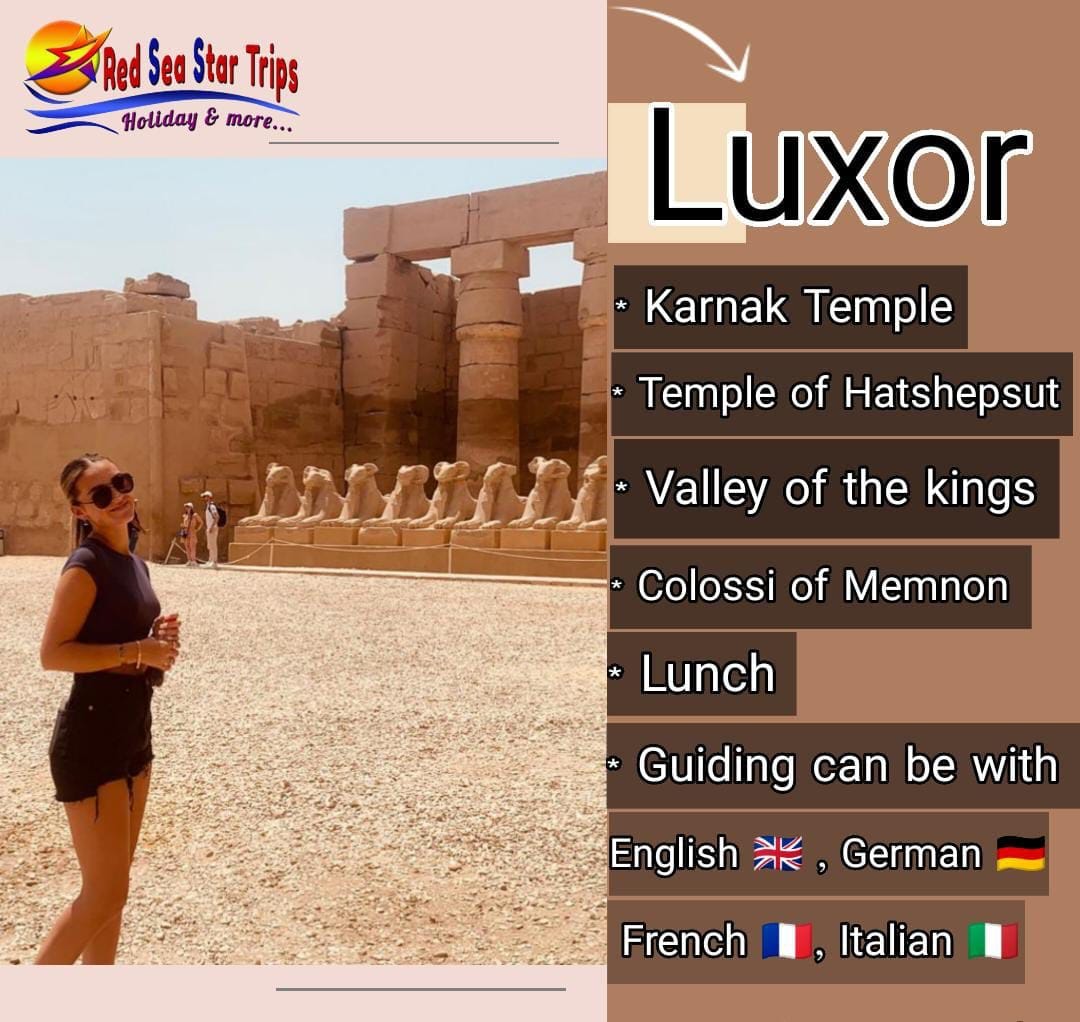 Red Sea Star Trips
Holiday & more...
Luxor
* Karnak Temple
* Temple of Hatshepsut
* Valley of the kings
* Colossi of Memnon
* Lunch
* Guiding can be with
English 🇬🇧 , German 🇩🇪
French 🇫🇷, Italian 🇮🇹